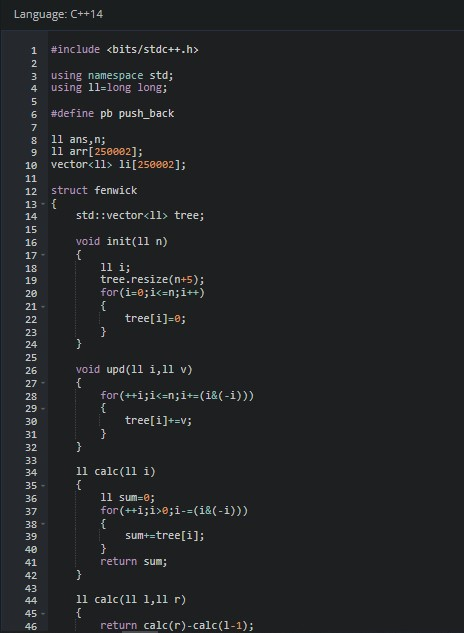 Language: C++14
1 #include <bits/stdc++.h>
2
3 using namespace std;
4 using ll=long long;
5
6 #define pb push_back
7
8 ll ans,n;
9 ll arr[250002];
10 vector<ll> li[250002];
11
12 struct fenwick
13 {
14     std::vector<ll> tree;
15
16     void init(ll n)
17     {
18         ll i;
19         tree.resize(n+5);
20         for(i=0;i<=n;i++)
21         {
22             tree[i]=0;
23         }
24     }
25
26     void upd(ll i,ll v)
27     {
28         for(++i;i<=n;i+=(i&(-i)))
29         {
30             tree[i]+=v;
31         }
32     }
33
34     ll calc(ll i)
35     {
36         ll sum=0;
37         for(++i;i>0;i-=(i&(-i)))
38         {
39             sum+=tree[i];
40         }
41         return sum;
42     }
43
44     ll calc(ll l,ll r)
45     {
46         return calc(r)-calc(l-1);